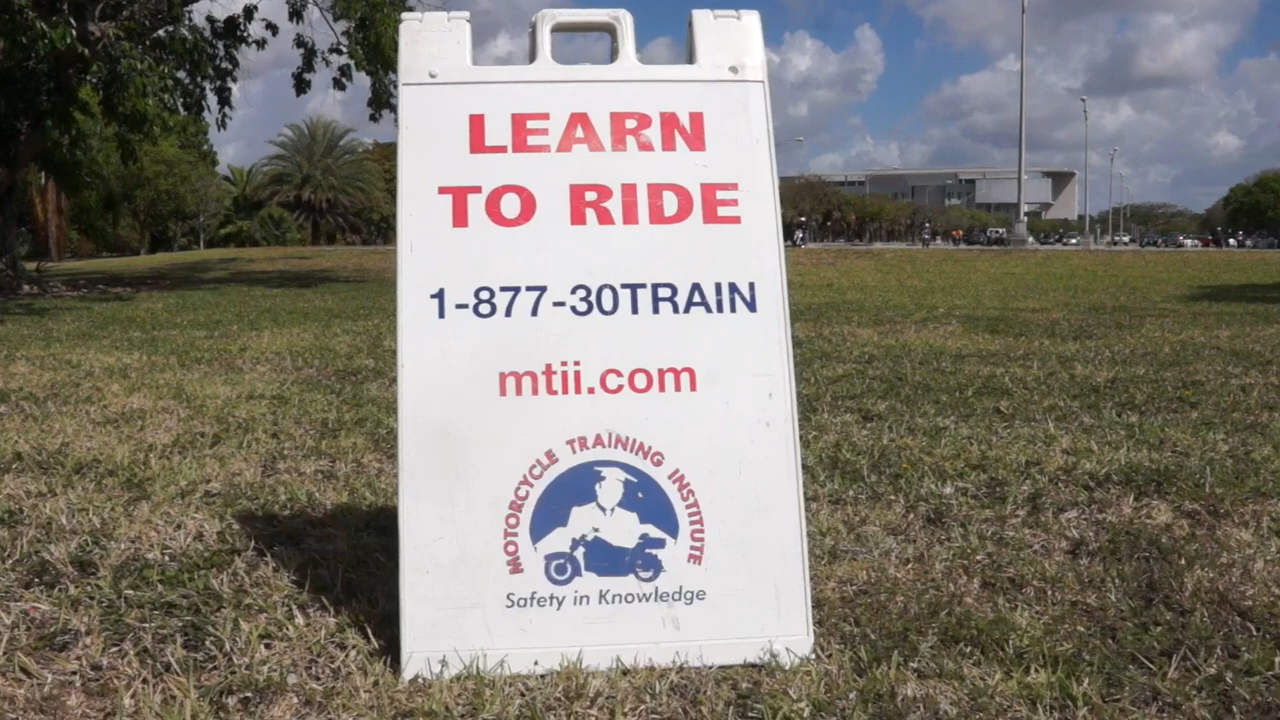 LEARN
TO RIDE
1-877-30TRAIN
mtii.com
MOTORCYCLE TRAINING INSTITUTE
Safety in Knowledge